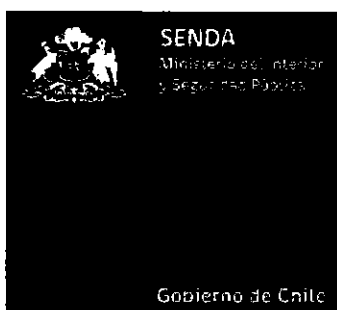 SENDA
Ministerio del Interior
y Seguridad Pública
Gobierno de Chile